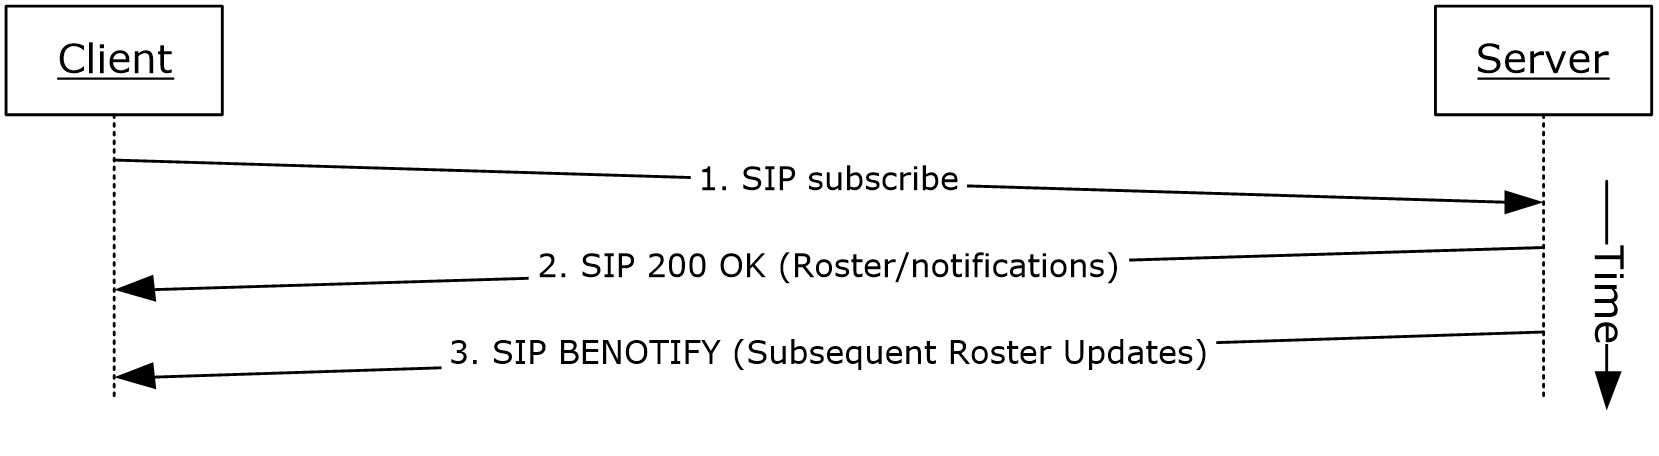 Client
Server
1. SIP subscribe
2. SIP 200 OK (Roster/notifications)
3. SIP BENOTIFY (Subsequent Roster Updates)
Time